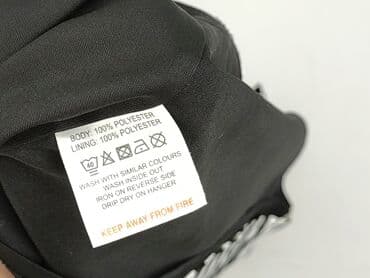 BODY: 100% POLYESTER
LINING: 100% POLYESTER
40
WASH WITH SIMILAR COLOURS
WASH INSIDE OUT
IRON ON REVERSE SIDE
DRIP DRY ON HANGER
KEEP AWAY FROM FIRE